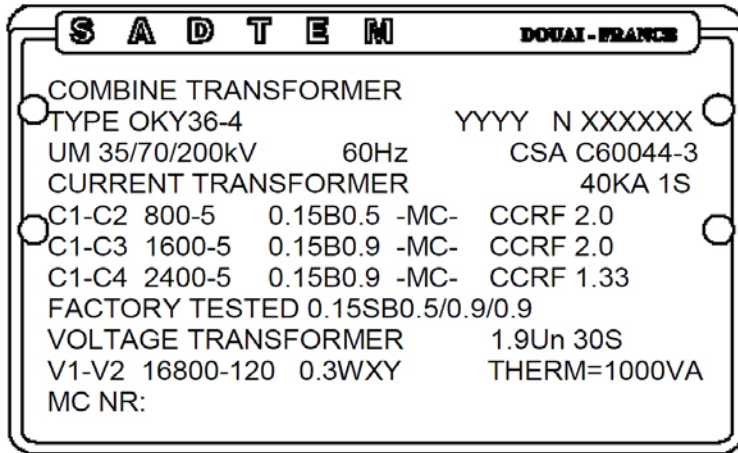 SADTEM DOUAI-FRANCE
COMBINE TRANSFORMER
TYPE OKY36-4 YYYY N XXXXXX
UM 35/70/200kV 60Hz CSA C60044-3
CURRENT TRANSFORMER 40KA 1S
C1-C2 800-5 0.15B0.5 -MC- CCRF 2.0
C1-C3 1600-5 0.15B0.9 -MC- CCRF 2.0
C1-C4 2400-5 0.15B0.9 -MC- CCRF 1.33
FACTORY TESTED 0.15SB0.5/0.9/0.9
VOLTAGE TRANSFORMER 1.9Un 30S
V1-V2 16800-120 0.3WXY THERM=1000VA
MC NR: